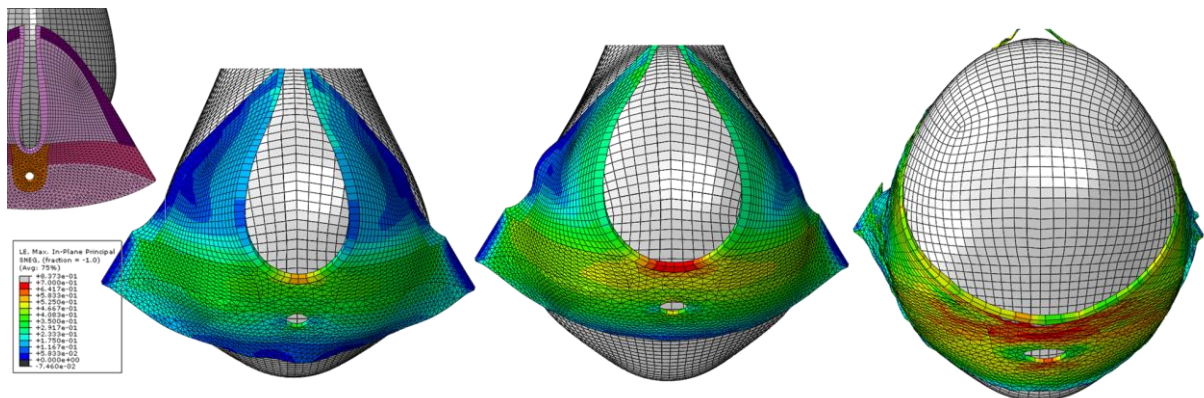 LE, Max. In-Plane Principal
SNEG, (fraction = -1.0)
(Avg: 75%)
+8.373e-01
+7.000e-01
+6.417e-01
+5.833e-01
+5.250e-01
+4.667e-01
+4.083e-01
+3.500e-01
+2.917e-01
+2.333e-01
+1.750e-01
+1.167e-01
+5.833e-02
+0.000e+00
-7.460e-02